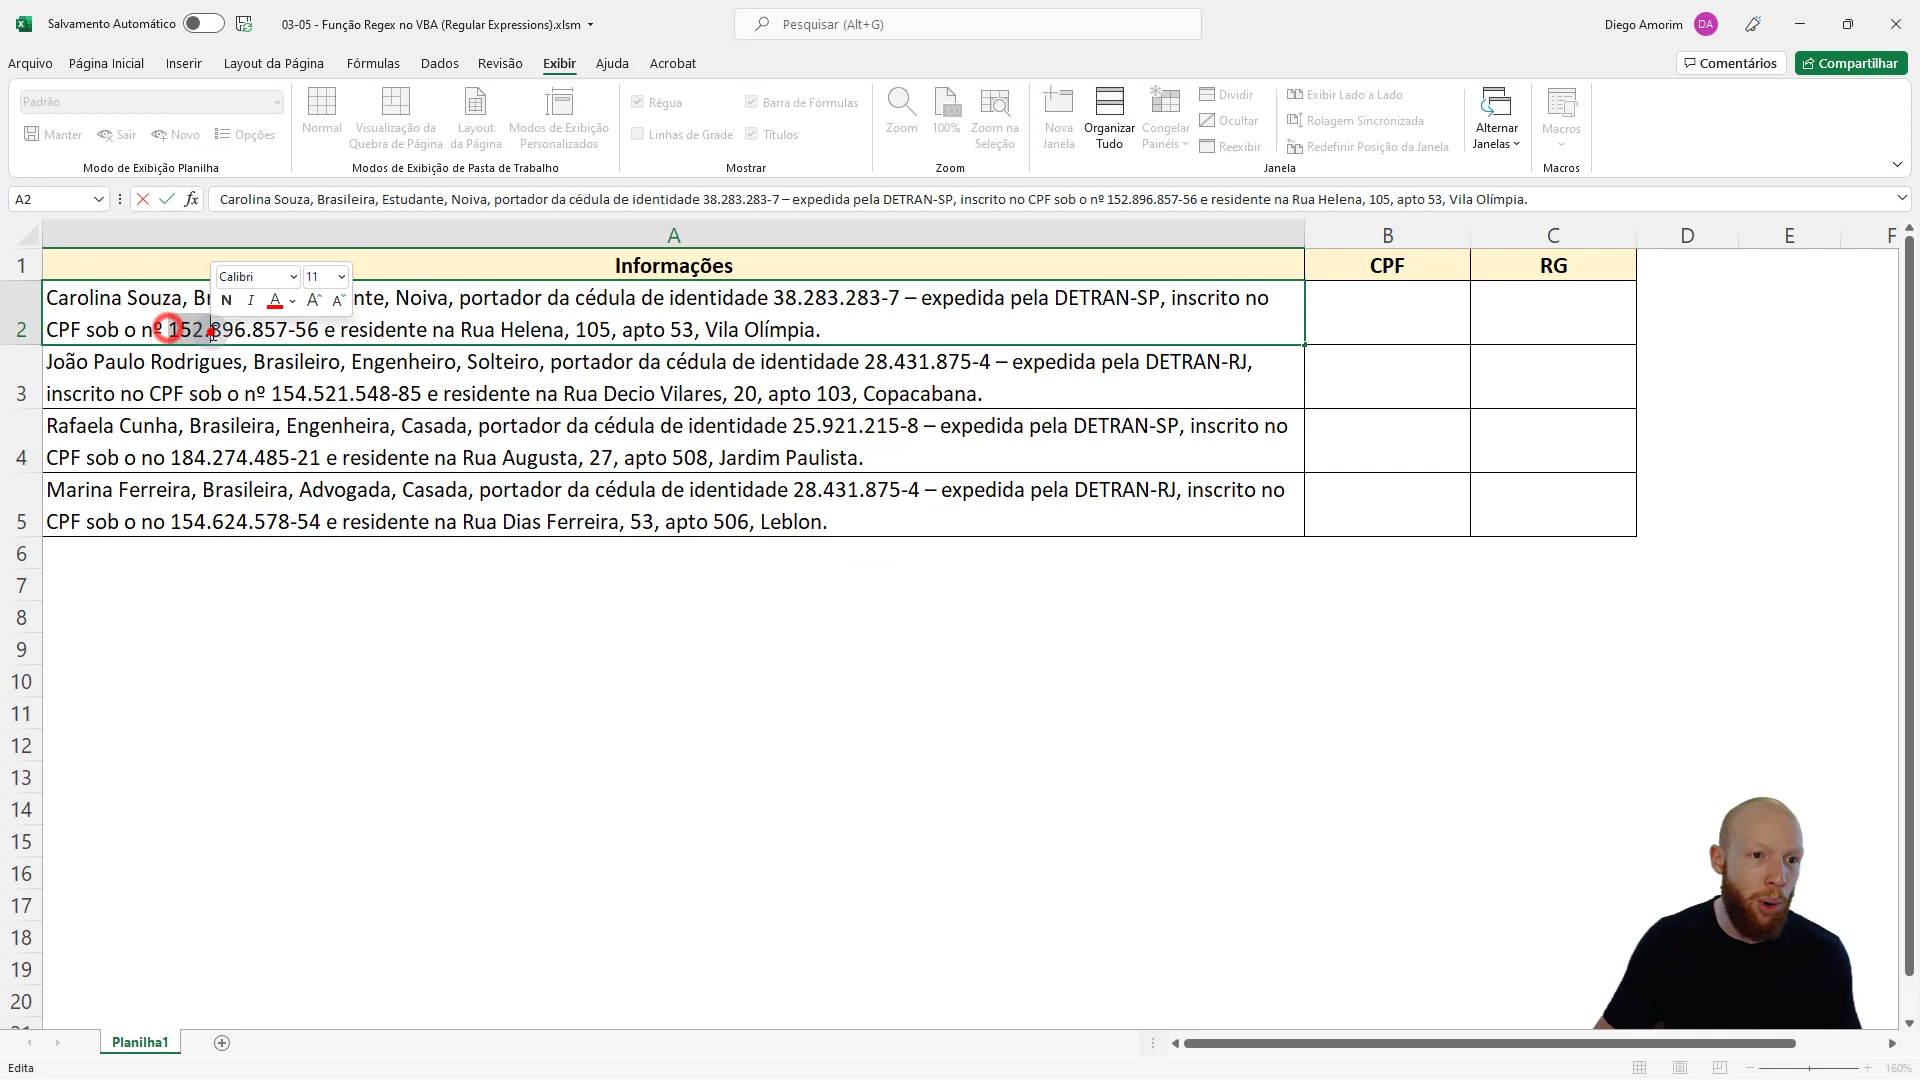 Salvamento Automático
03-05 - Função Regex no VBA (Regular Expressions).xlsm
Pesquisar (Alt+G)
Diego Amorim
DA
Arquivo
Página Inicial
Inserir
Layout da Página
Fórmulas
Dados
Revisão
Exibir
Ajuda
Acrobat
Comentários
Compartilhar
Padrão
Manter
Sair
Novo
Opções
Modo de Exibição Planilha
Normal
Visualização da
Quebra de Página
Layout
da Página
Modos de Exibição
Personalizados
Modos de Exibição de Pasta de Trabalho
Régua
Barra de Fórmulas
Linhas de Grade
Títulos
Mostrar
Zoom
100%
Zoom na
Seleção
Zoom
Nova
Janela
Organizar
Tudo
Congelar
Painéis
Dividir
Ocultar
Reexibir
Exibir Lado a Lado
Rolagem Sincronizada
Redefinir Posição da Janela
Alternar
Janelas
Janela
Macros
Macros
A2
fx
Carolina Souza, Brasileira, Estudante, Noiva, portador da cédula de identidade 38.283.283-7 – expedida pela DETRAN-SP, inscrito no CPF sob o nº 152.896.857-56 e residente na Rua Helena, 105, apto 53, Vila Olímpia.
A B C D E F
1 Informações CPF RG
Calibri 11
N I A A A
Carolina Souza, Br nte, Noiva, portador da cédula de identidade 38.283.283-7 – expedida pela DETRAN-SP, inscrito no
2 CPF sob o nº 152.896.857-56 e residente na Rua Helena, 105, apto 53, Vila Olímpia.
João Paulo Rodrigues, Brasileiro, Engenheiro, Solteiro, portador da cédula de identidade 28.431.875-4 – expedida pela DETRAN-RJ,
3 inscrito no CPF sob o nº 154.521.548-85 e residente na Rua Decio Vilares, 20, apto 103, Copacabana.
Rafaela Cunha, Brasileira, Engenheira, Casada, portador da cédula de identidade 25.921.215-8 – expedida pela DETRAN-SP, inscrito no
4 CPF sob o no 184.274.485-21 e residente na Rua Augusta, 27, apto 508, Jardim Paulista.
Marina Ferreira, Brasileira, Advogada, Casada, portador da cédula de identidade 28.431.875-4 – expedida pela DETRAN-RJ, inscrito no
5 CPF sob o no 154.624.578-54 e residente na Rua Dias Ferreira, 53, apto 506, Leblon.
6
7
8
9
10
11
12
13
14
15
16
17
18
19
20
Planilha1
Edita
160%